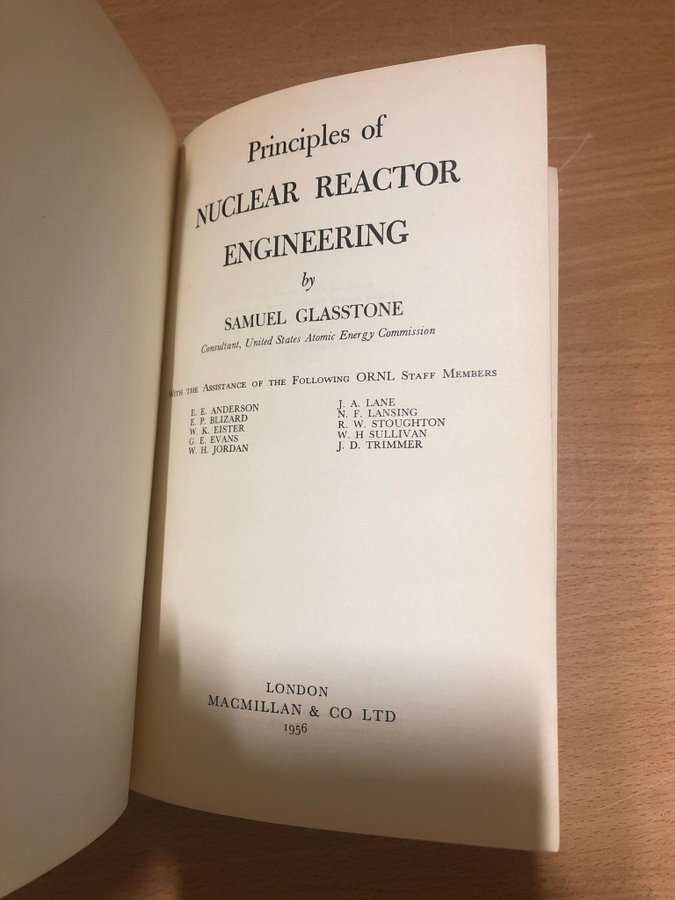 Principles of
NUCLEAR REACTOR
ENGINEERING
by
SAMUEL GLASSTONE
Consultant, United States Atomic Energy Commission
WITH THE ASSISTANCE OF THE FOLLOWING ORNL STAFF MEMBERS
E. E. ANDERSON
E. P. BLIZARD
W. K. EISTER
G. E. EVANS
W. H. JORDAN
J. A. LANE
N. F. LANSING
R. W. STOUGHTON
W. H SULLIVAN
J. D. TRIMMER
LONDON
MACMILLAN & CO LTD
1956